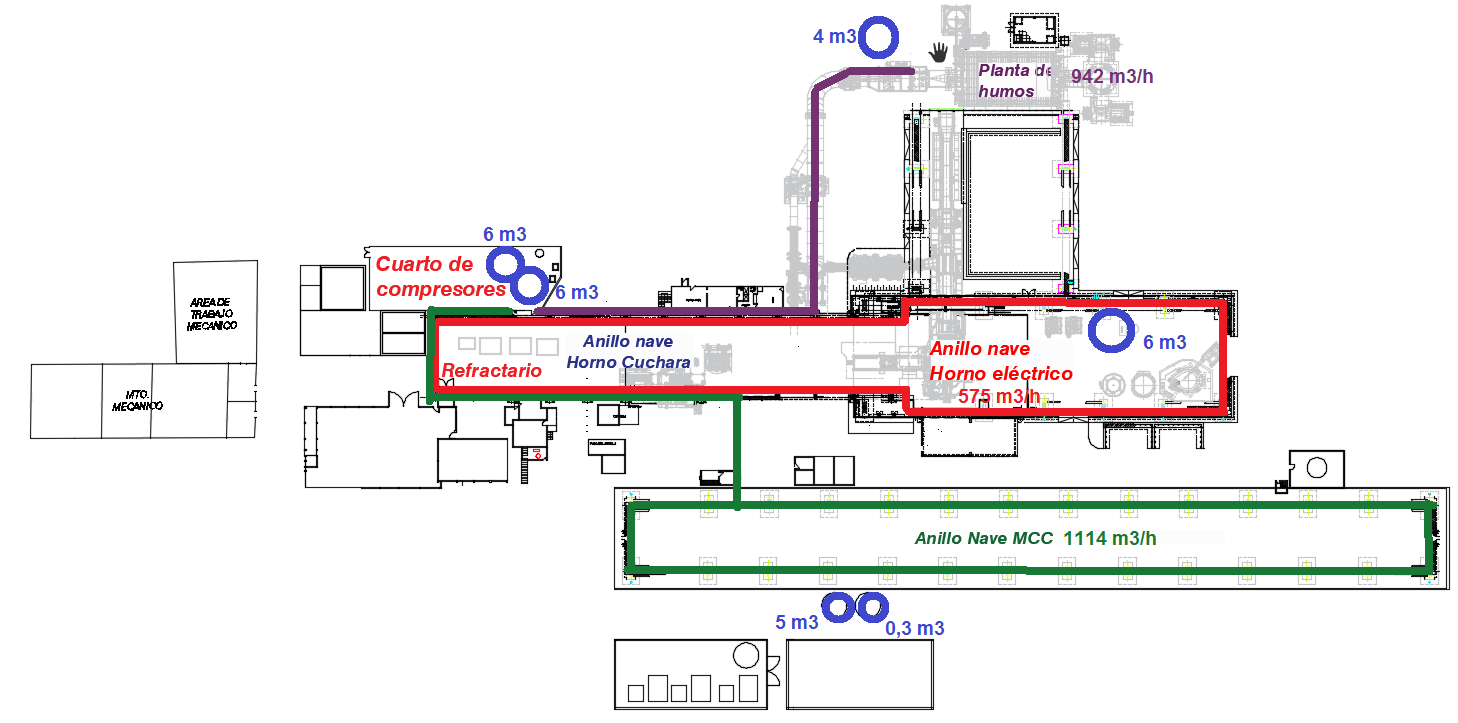 4 m3
Planta de
humos
942 m3/h
6 m3
Cuarto de
compresores
6 m3
AREA DE
TRABAJO
MECANICO
Anillo nave
Horno Cuchara
Refractario
Anillo nave
Horno eléctrico
575 m3/h
6 m3
MTO.
MECANICO
Anillo Nave MCC 1114 m3/h
5 m3
0,3 m3